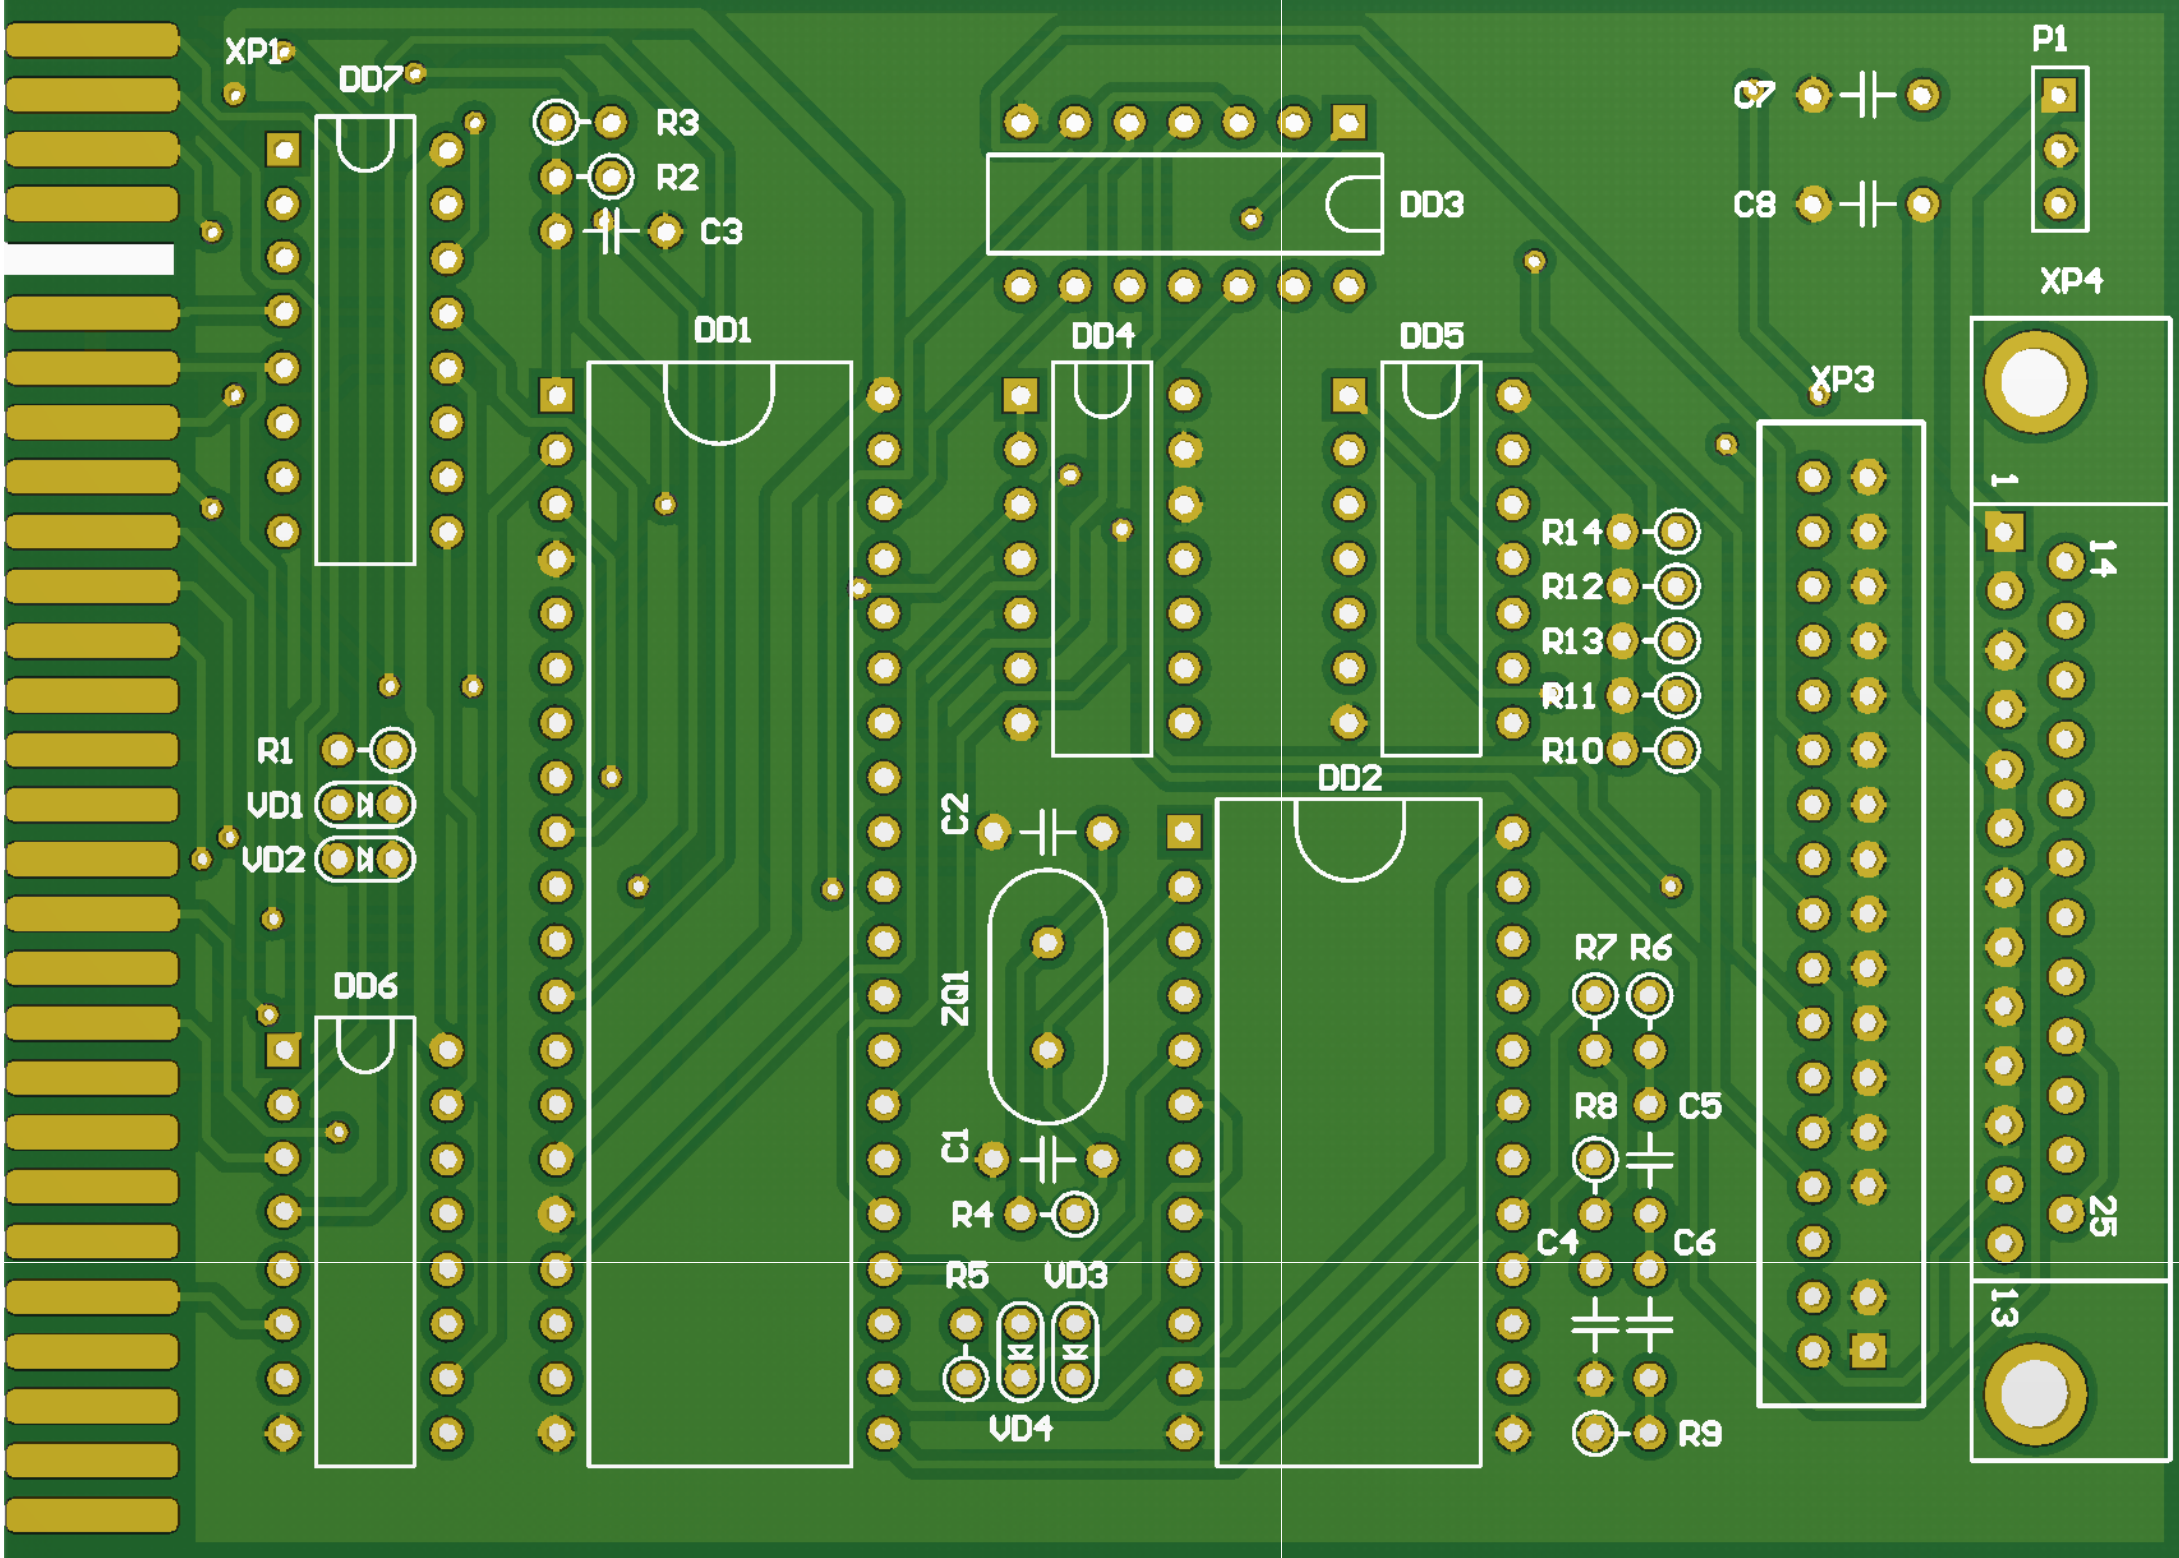 XP1
DD7
P1
C7
R3
R2
C3
DD3
C8
XP4
DD1
DD4
DD5
XP3
1
R14
14
R12
R13
R11
R1
R10
VD1
C2
DD2
VD2
R7 R6
DD6
ZQ1
R8 C5
C1
R4
25
C4 C6
R5 VD3
13
VD4
R9